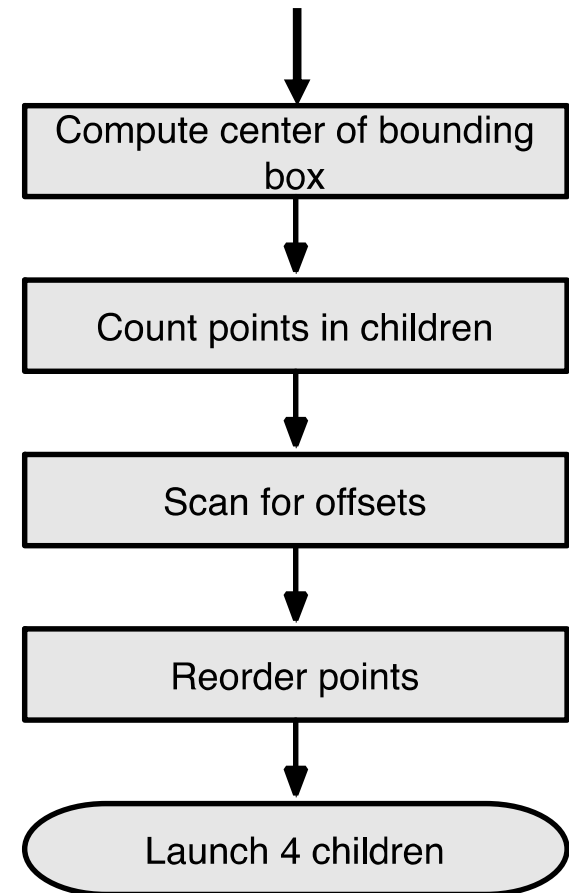 Compute center of bounding
box
Count points in children
Scan for offsets
Reorder points
Launch 4 children